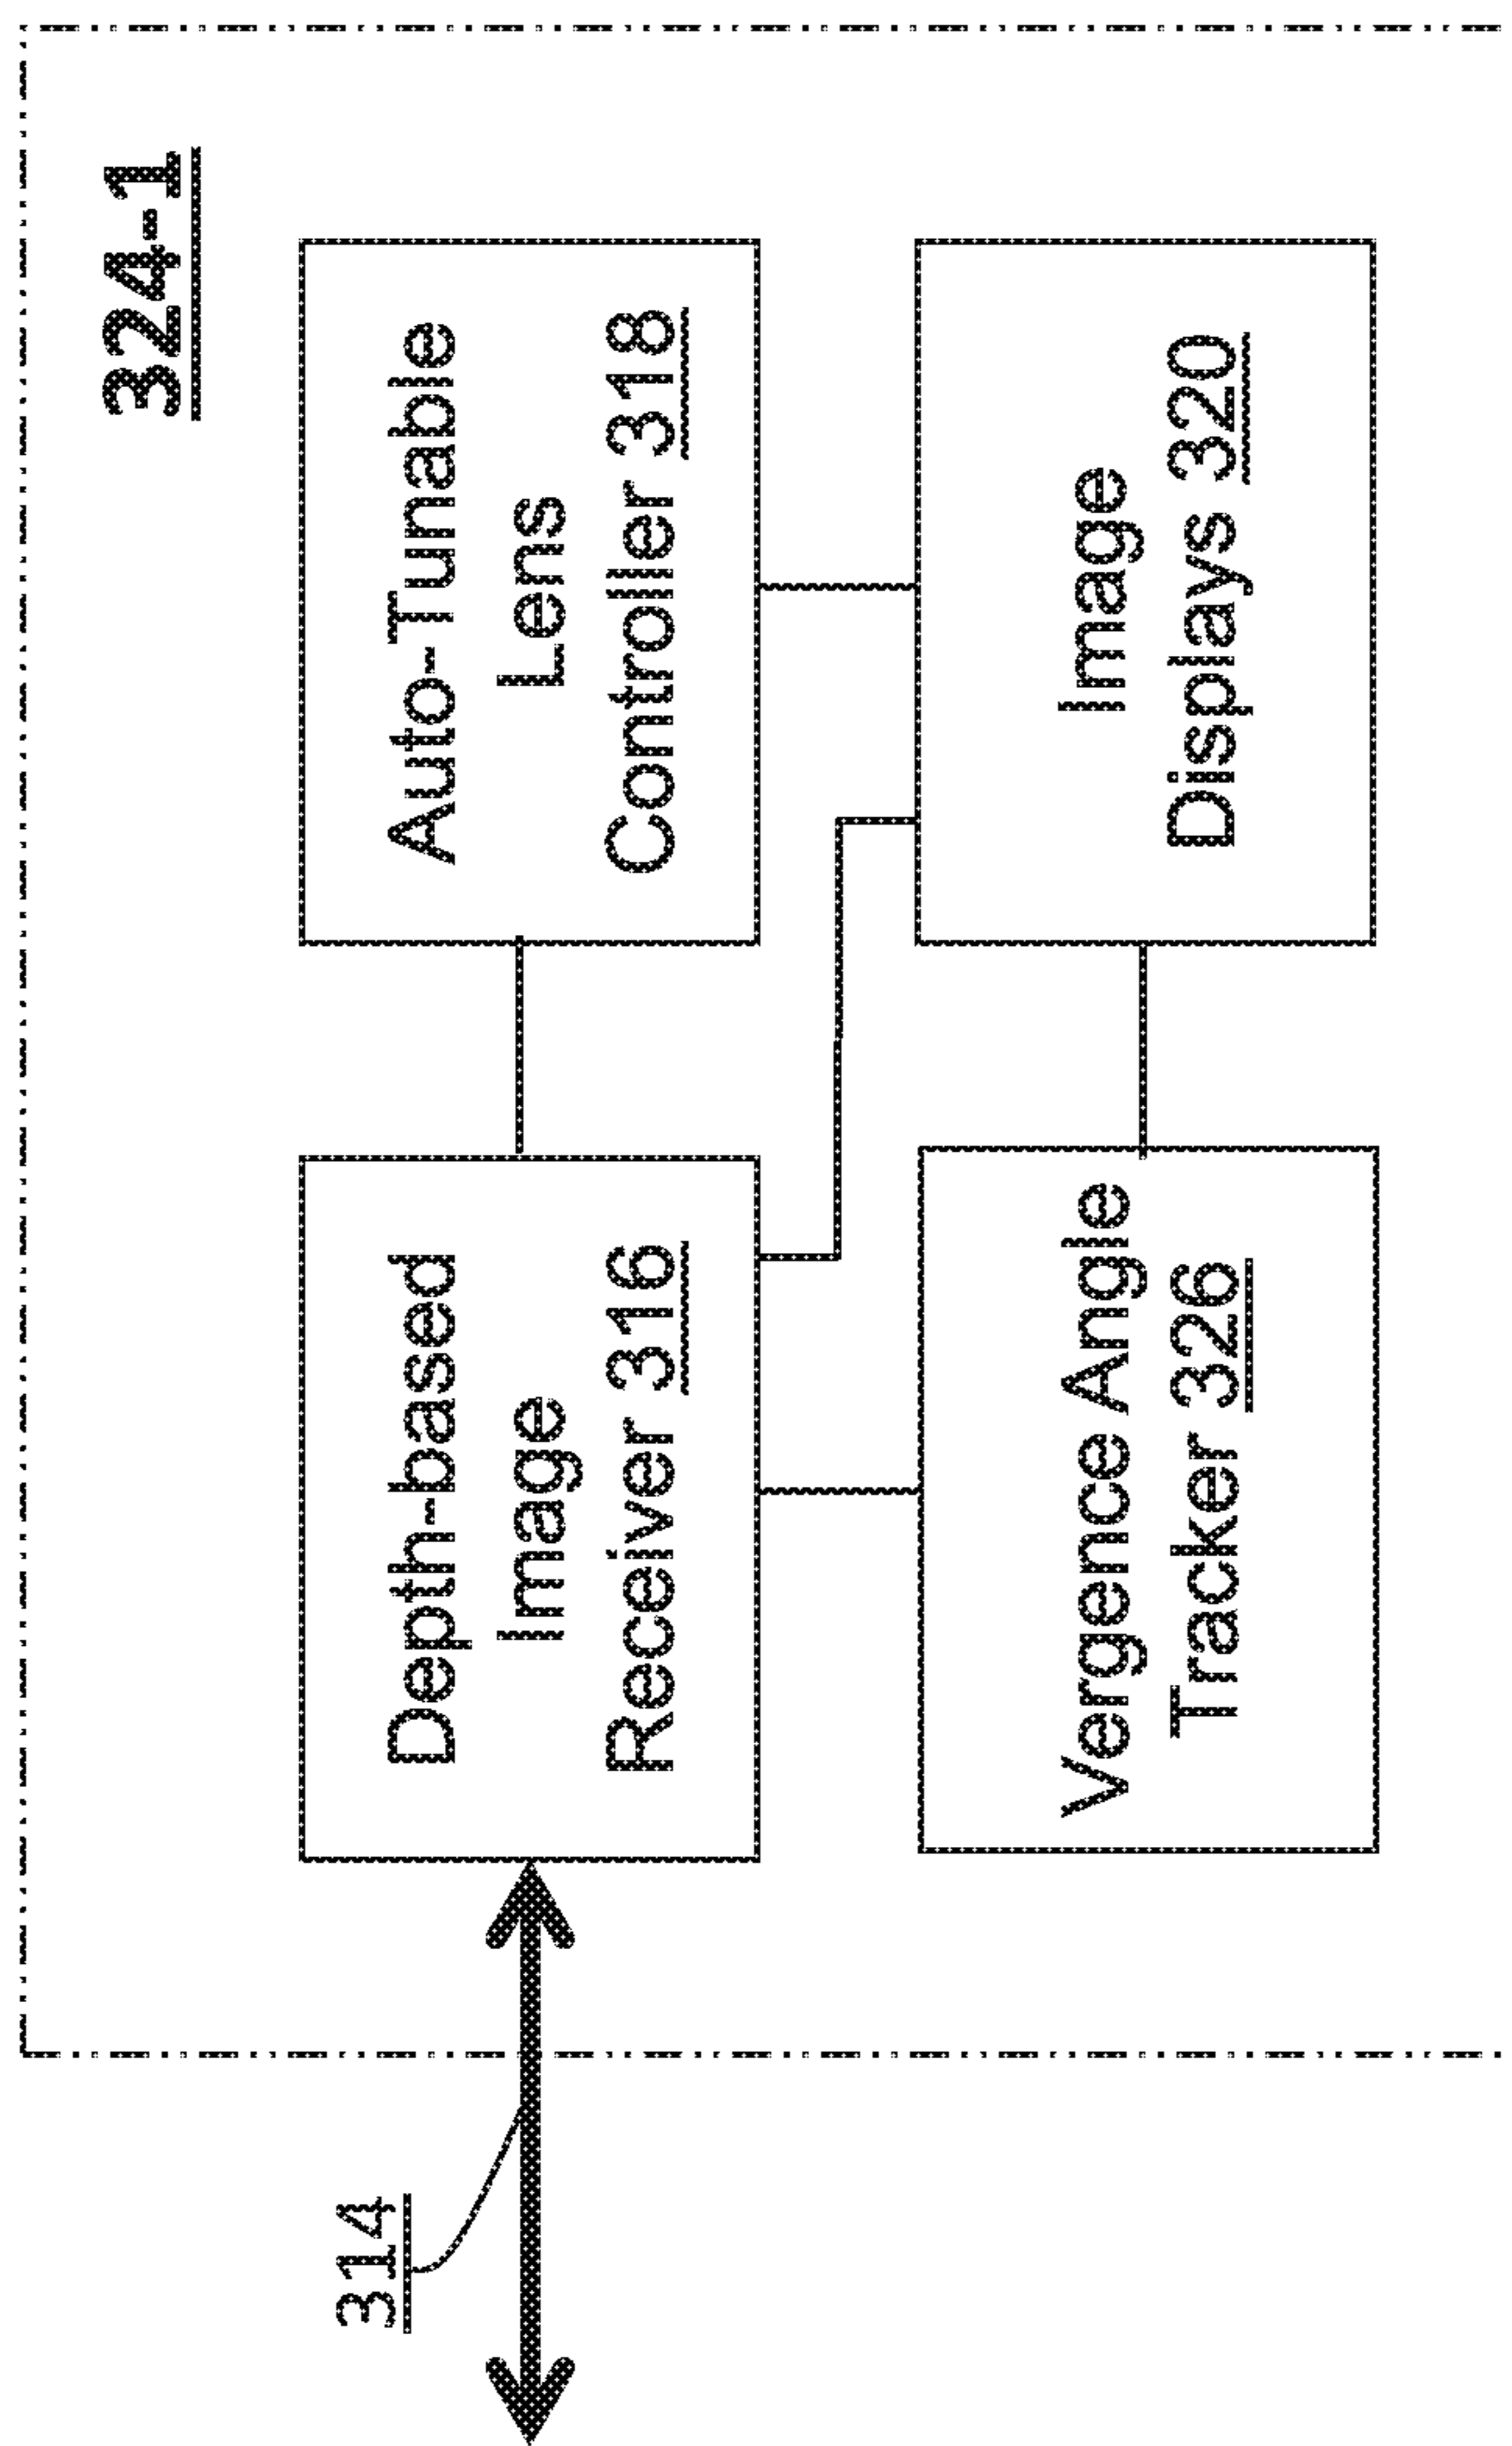 324-1
Depth-based
Image
Receiver 316
Auto-Tunable
Lens
Controller 318
314
Vergence Angle
Tracker 326
Image
Displays 320